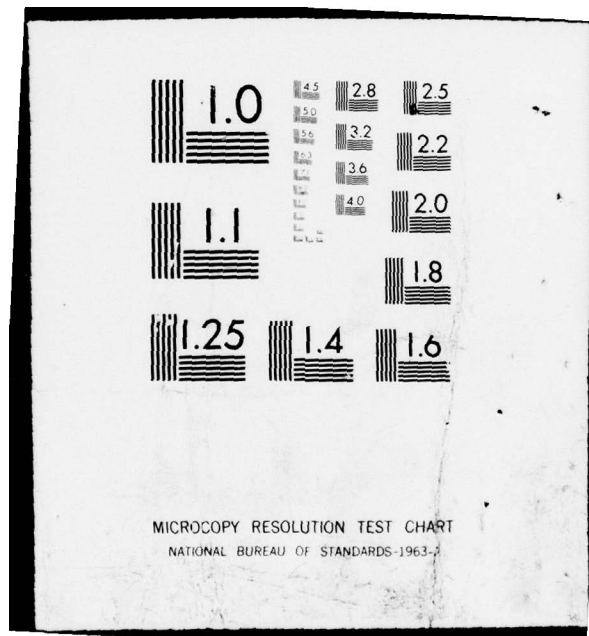 1.0
4.5 2.8 2.5
5.0
5.6 3.2 2.2
6.3
3.6
4.0 2.0
1.1
1.8
1.25 1.4 1.6
MICROCOPY RESOLUTION TEST CHART
NATIONAL BUREAU OF STANDARDS-1963-